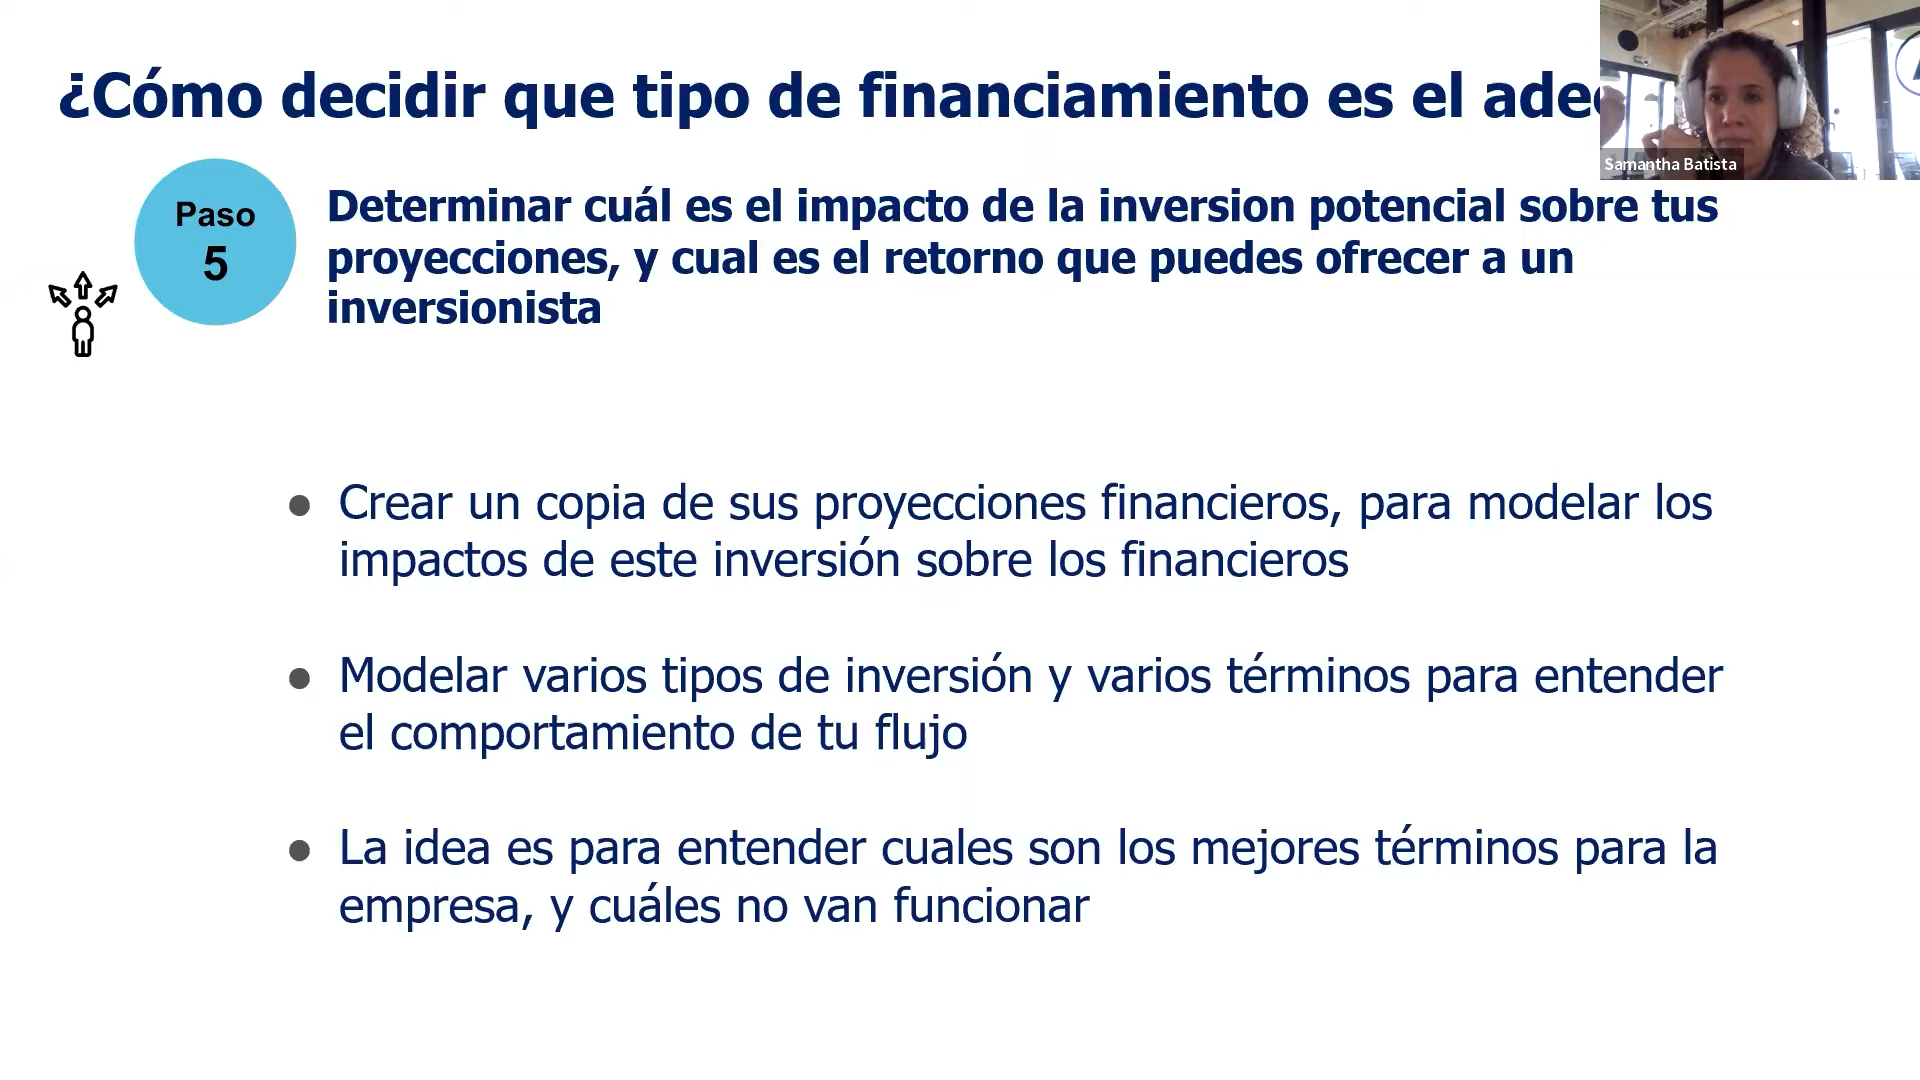 ¿Cómo decidir que tipo de financiamiento es el
Samantha Batista
Paso
5
Determinar cuál es el impacto de la inversion potencial sobre tus
proyecciones, y cual es el retorno que puedes ofrecer a un
inversionista
Crear un copia de sus proyecciones financieros, para modelar los
impactos de este inversión sobre los financieros
Modelar varios tipos de inversión y varios términos para entender
el comportamiento de tu flujo
La idea es para entender cuales son los mejores términos para la
empresa, y cuáles no van funcionar